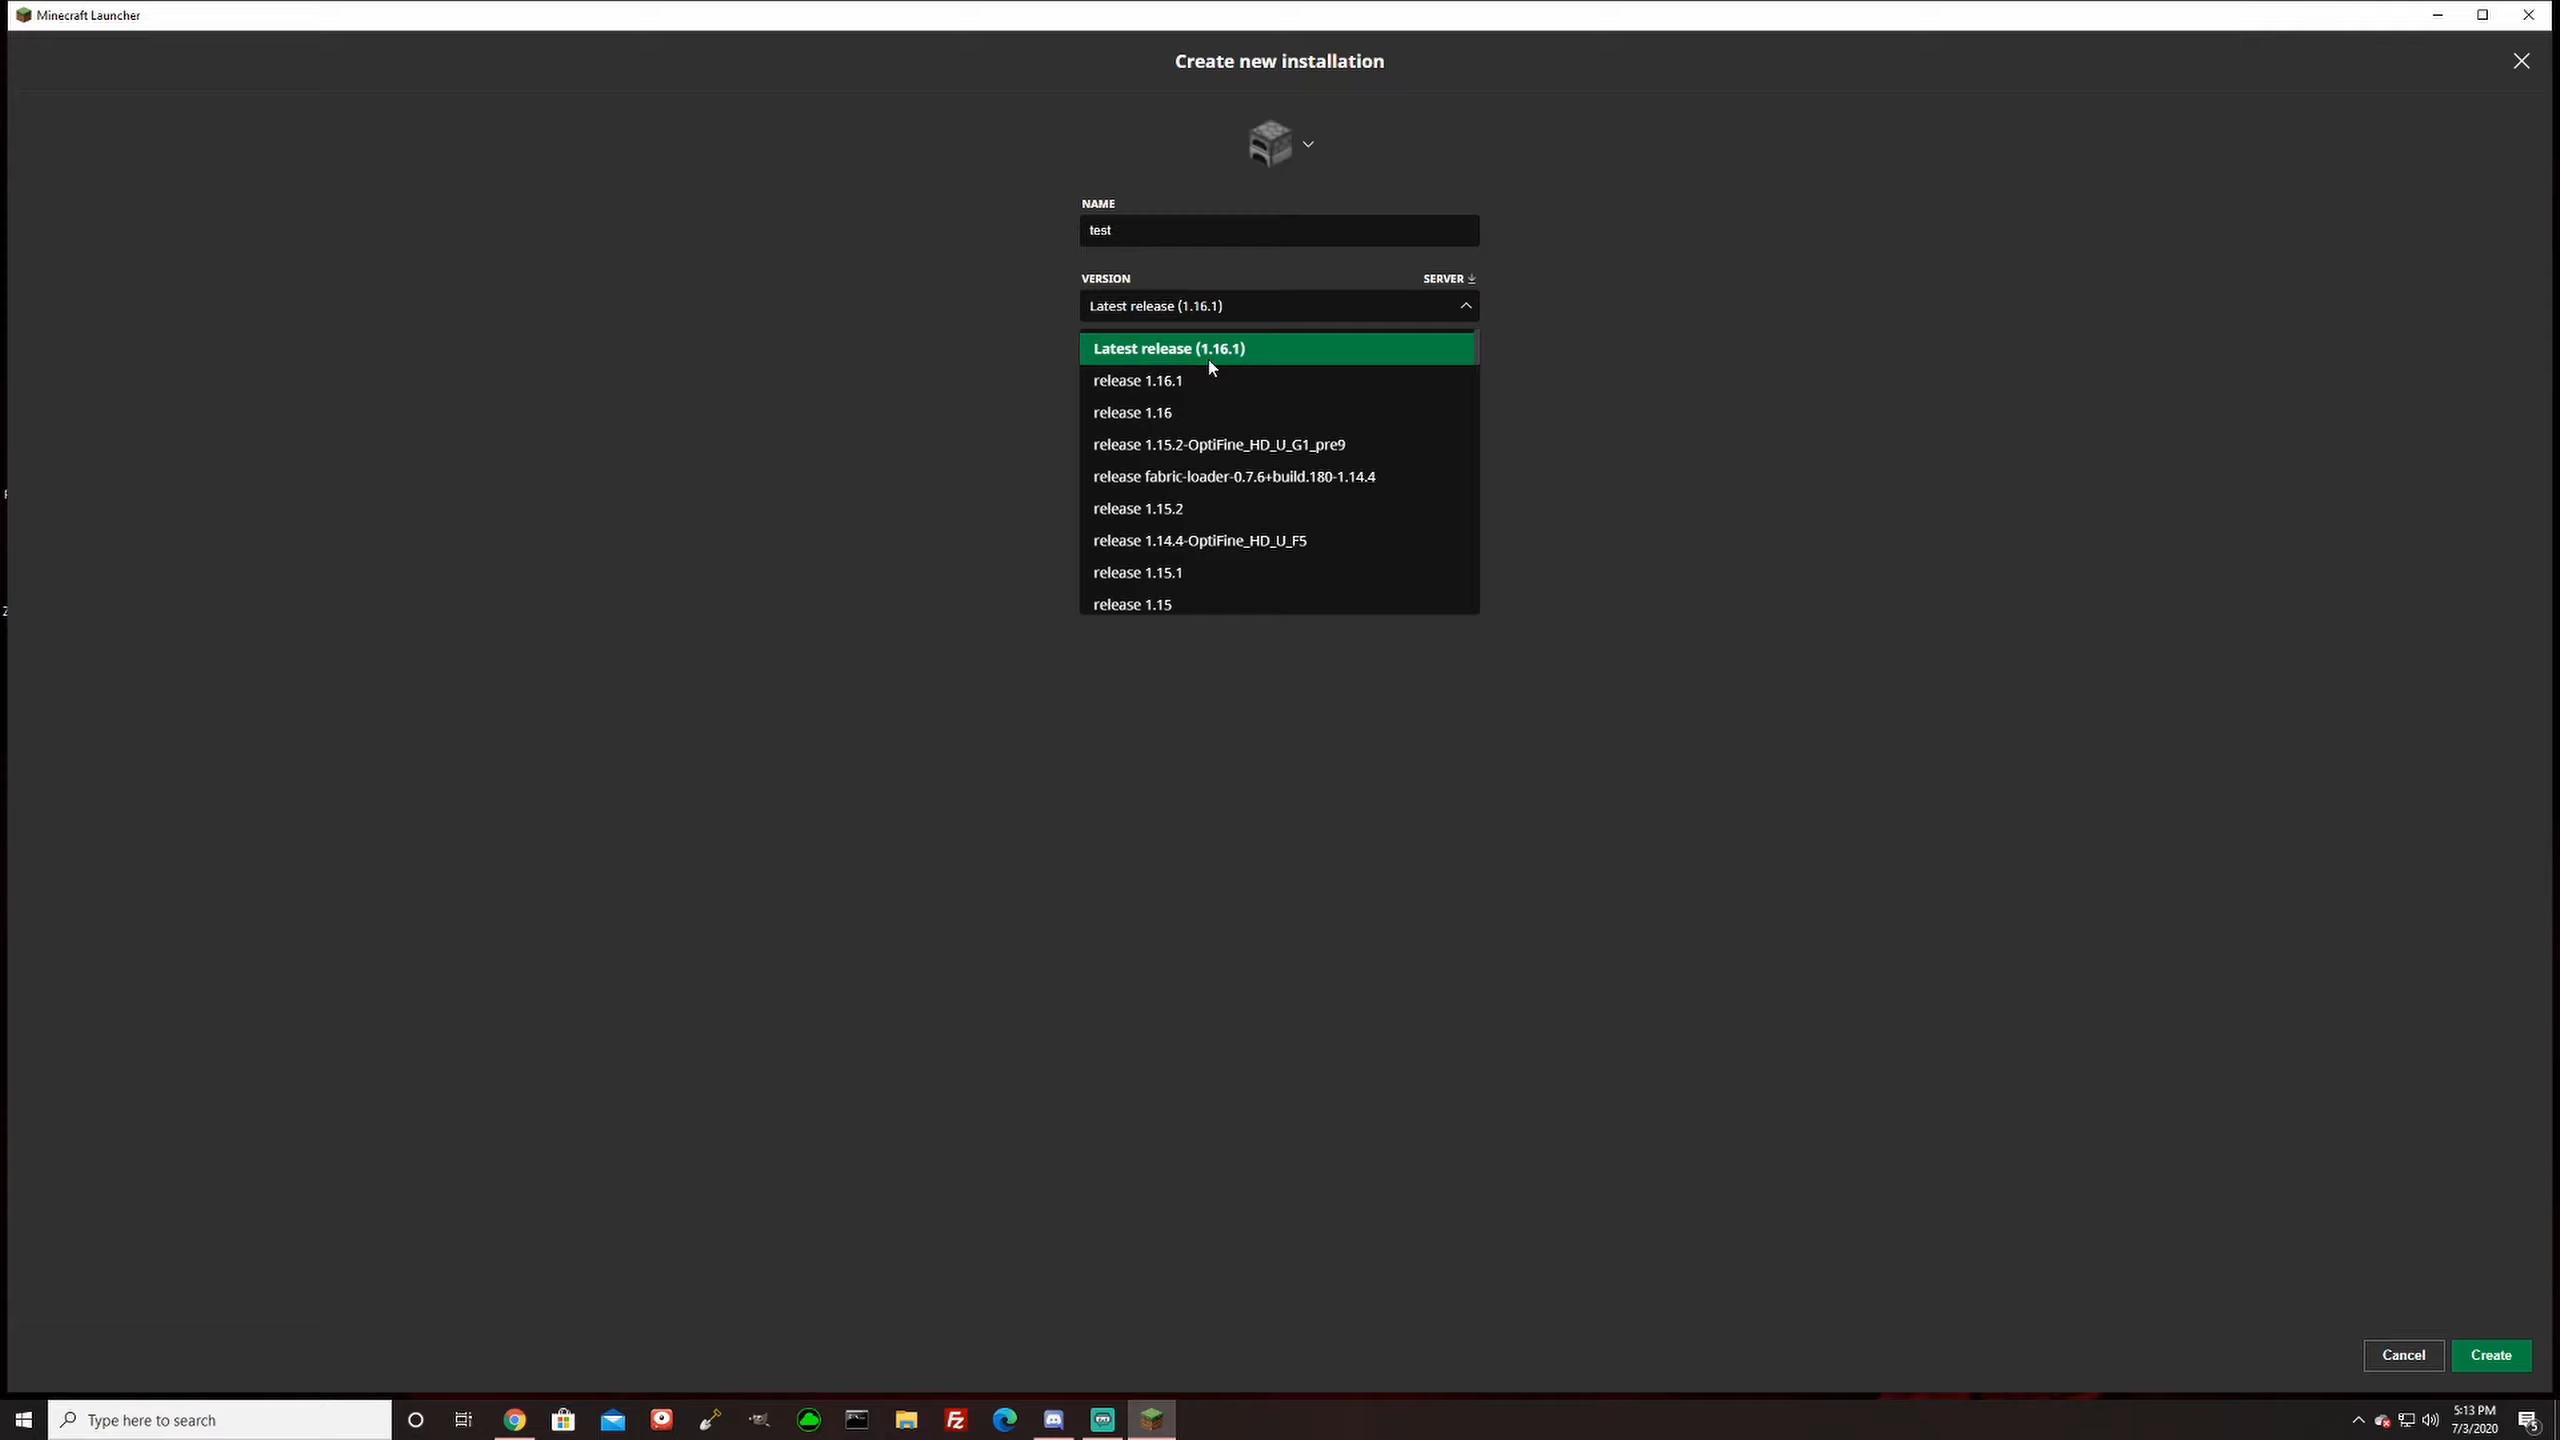 Minecraft Launcher
Create new installation
NAME
test
VERSION
SERVER
Latest release (1.16.1)
Latest release (1.16.1)
release 1.16.1
release 1.16
release 1.15.2-OptiFine_HD_U_G1_pre9
release fabric-loader-0.7.6+build.180-1.14.4
release 1.15.2
release 1.14.4-OptiFine_HD_U_F5
release 1.15.1
release 1.15
Cancel
Create
Type here to search
Fz
5:13 PM
7/3/2020
5